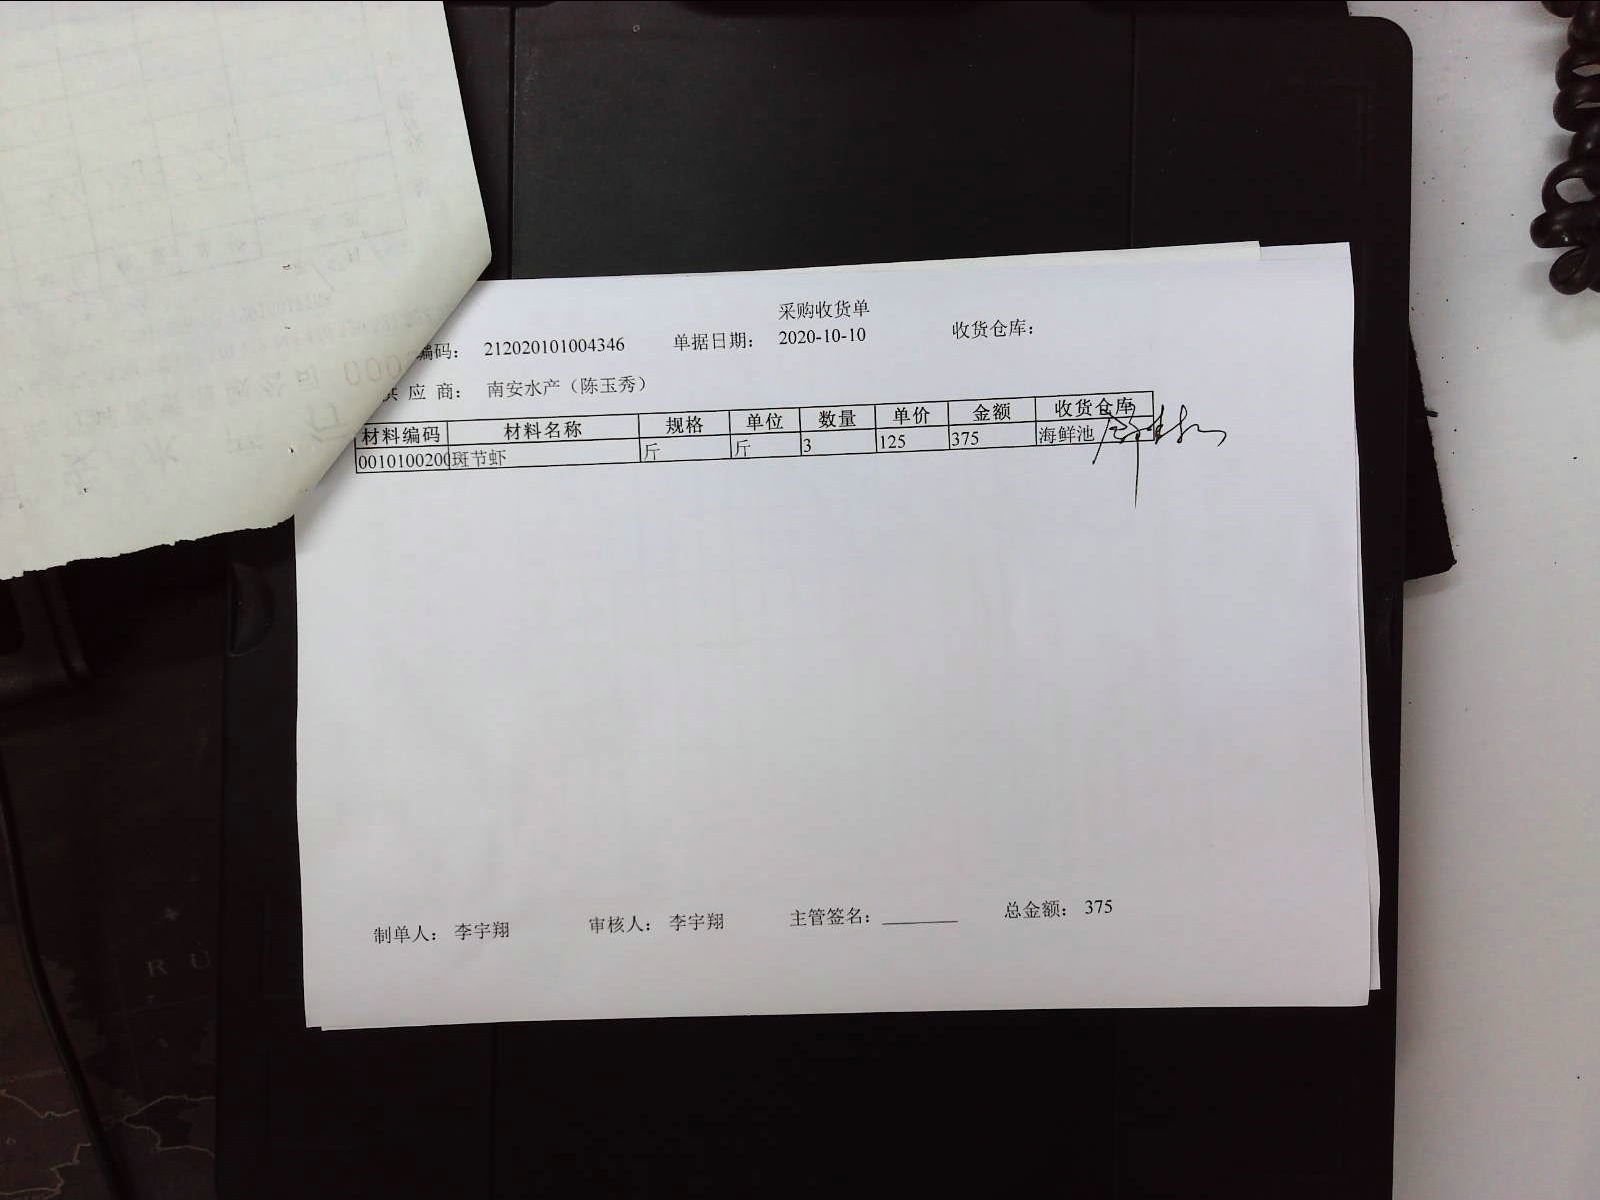 采购收货单
编码： 212020101004346 单据日期： 2020-10-10 收货仓库：
供 应 商： 南安水产（陈玉秀）
材料编码 材料名称 规格 单位 数量 单价 金额 收货仓库
0010100200 斑节虾 斤 斤 3 125 375 海鲜池
制单人： 李宇翔 审核人： 李宇翔 主管签名： 总金额： 375
R U